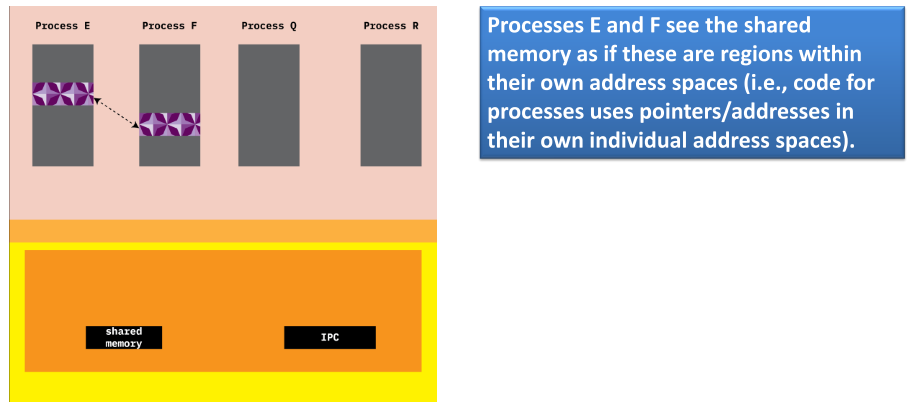 Process E Process F Process Q Process R
Processes E and F see the shared
memory as if these are regions within
their own address spaces (i.e., code for
processes uses pointers/addresses in
their own individual address spaces).
shared
memory
IPC